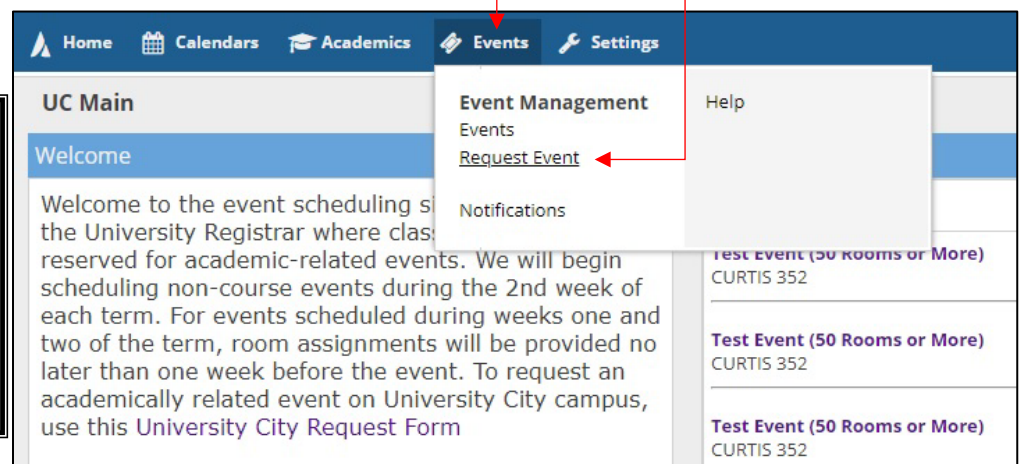 Home Calendars Academics Events Settings
UC Main
Event Management
Help
Events
Request Event
Notifications
Welcome
Welcome to the event scheduling
the University Registrar where
reserved for academic-related events. We will begin
scheduling non-course events during the 2nd week of
each term. For events scheduled during weeks one and
two of the term, room assignments will be provided no
later than one week before the event. To request an
academically related event on University City campus,
use this University City Request Form
Test Event (50 Rooms or More)
CURTIS 352
Test Event (50 Rooms or More)
CURTIS 352
Test Event (50 Rooms or More)
CURTIS 352